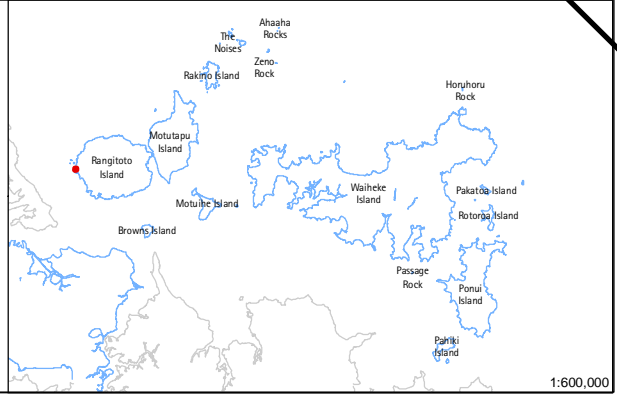 Ahaaha
Rocks
The
Noises
Zeno
Rock
Rakino Island
Horuhoru
Rock
Motutapu
Island
Rangitoto
Island
Waiheke
Island
Pakatoa Island
Motuihe Island
Rotoroa Island
Browns Island
Passage
Rock
Ponui
Island
Pahiki
Island
1:600,000